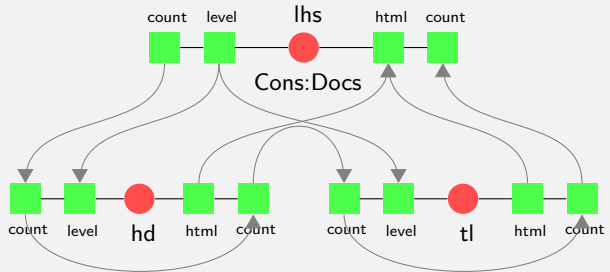 lhs
count level html count
Cons:Docs
count level hd html count
count level tl html count